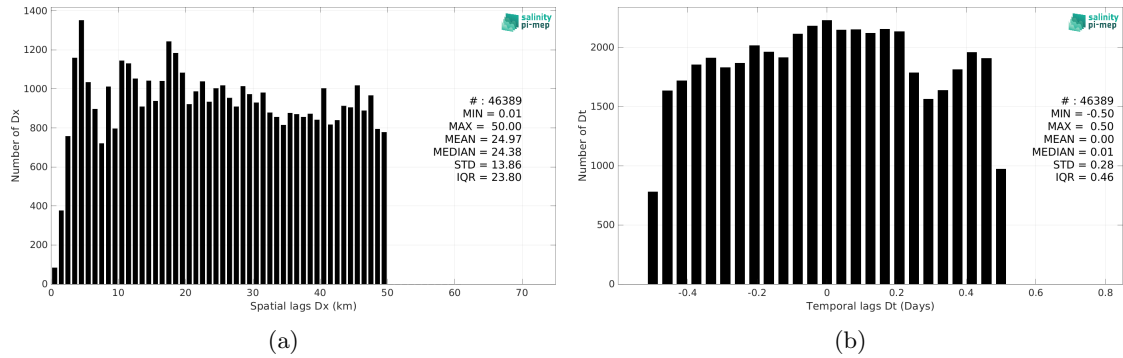 salinity
pi-mep
Number of Dx
1400
1200
1000
800
600
400
200
0
# : 46389
MIN = 0.01
MAX = 50.00
MEAN = 24.97
MEDIAN = 24.38
STD = 13.86
IQR = 23.80
0 10 20 30 40 50 60 70
Spatial lags Dx (km)
(a)
salinity
pi-mep
Number of Dt
2000
1500
1000
500
0
# : 46389
MIN = -0.50
MAX = 0.50
MEAN = 0.00
MEDIAN = 0.01
STD = 0.28
IQR = 0.46
-0.4 -0.2 0 0.2 0.4 0.6 0.8
Temporal lags Dt (Days)
(b)